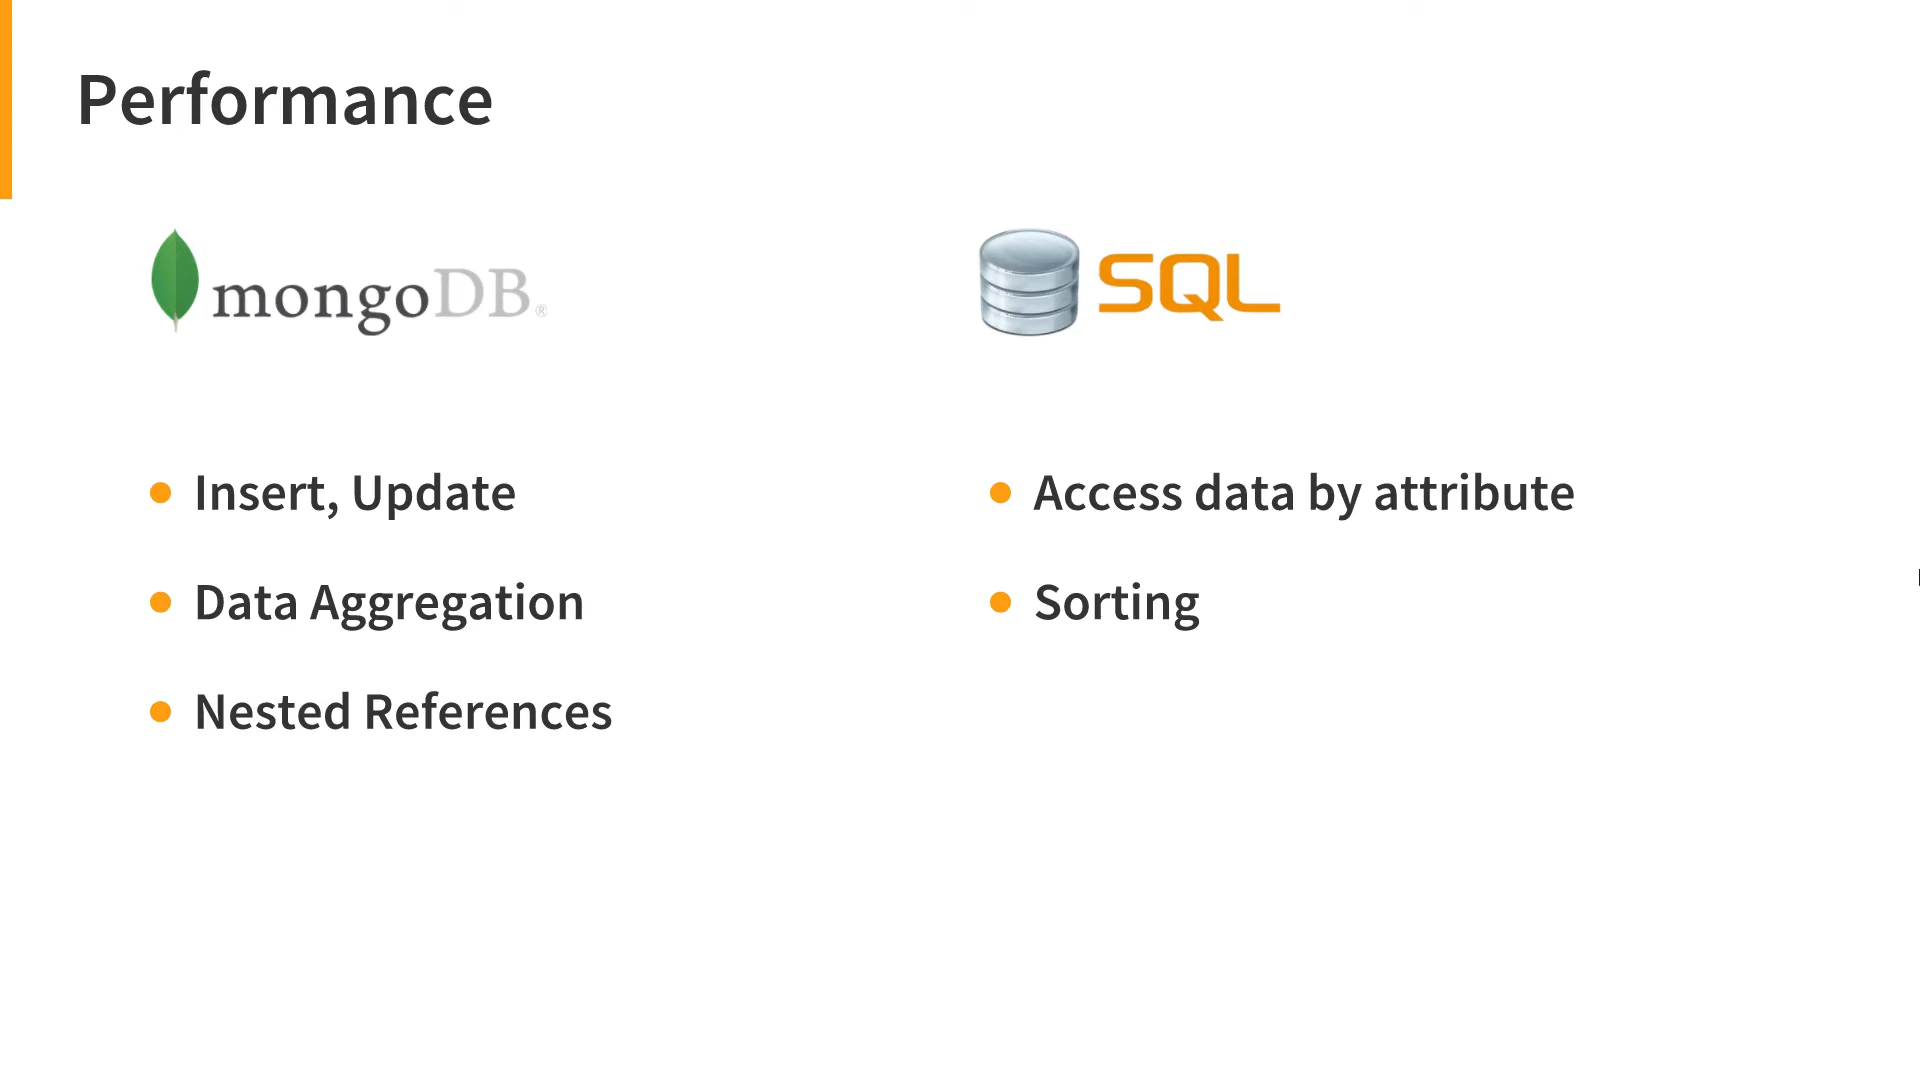 Performance
mongoDB®
SQL
Insert, Update
Data Aggregation
Nested References
Access data by attribute
Sorting